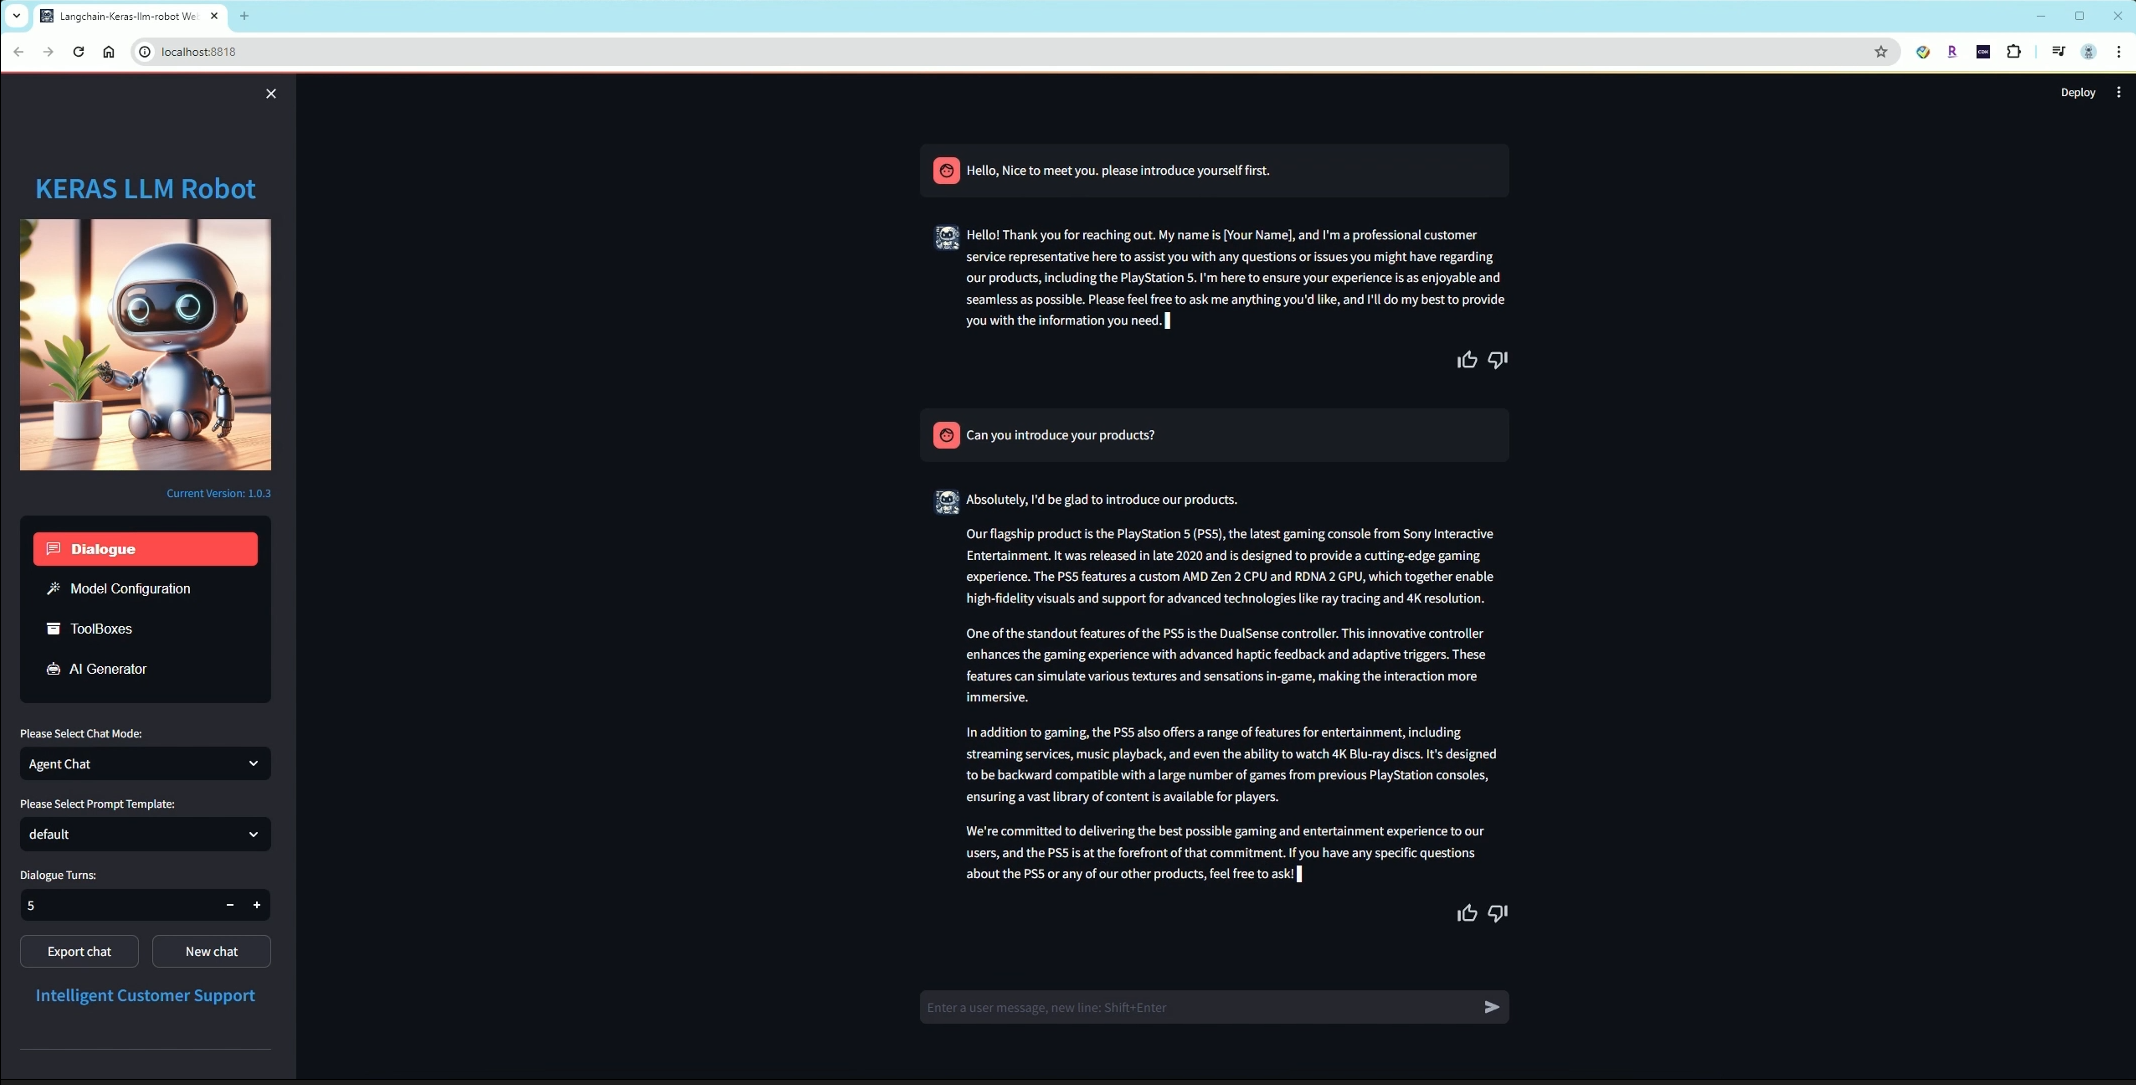 Langchain-Keras-llm-robot We
localhost:8818
Deploy
KERAS LLM Robot
Current Version: 1.0.3
Dialogue
Model Configuration
ToolBoxes
AI Generator
Please Select Chat Mode:
Agent Chat
Please Select Prompt Template:
default
Dialogue Turns:
5
Export chat
New chat
Intelligent Customer Support
Hello, Nice to meet you. please introduce yourself first.
Hello! Thank you for reaching out. My name is [Your Name], and I'm a professional customer
service representative here to assist you with any questions or issues you might have regarding
our products, including the PlayStation 5. I'm here to ensure your experience is as enjoyable and
seamless as possible. Please feel free to ask me anything you'd like, and I'll do my best to provide
you with the information you need.
Can you introduce your products?
Absolutely, I'd be glad to introduce our products.
Our flagship product is the PlayStation 5 (PS5), the latest gaming console from Sony Interactive
Entertainment. It was released in late 2020 and is designed to provide a cutting-edge gaming
experience. The PS5 features a custom AMD Zen 2 CPU and RDNA 2 GPU, which together enable
high-fidelity visuals and support for advanced technologies like ray tracing and 4K resolution.
One of the standout features of the PS5 is the DualSense controller. This innovative controller
enhances the gaming experience with advanced haptic feedback and adaptive triggers. These
features can simulate various textures and sensations in-game, making the interaction more
immersive.
In addition to gaming, the PS5 also offers a range of features for entertainment, including
streaming services, music playback, and even the ability to watch 4K Blu-ray discs. It's designed
to be backward compatible with a large number of games from previous PlayStation consoles,
ensuring a vast library of content is available for players.
We're committed to delivering the best possible gaming and entertainment experience to our
users, and the PS5 is at the forefront of that commitment. If you have any specific questions
about the PS5 or any of our other products, feel free to ask!
Enter a user message, new line: Shift+Enter